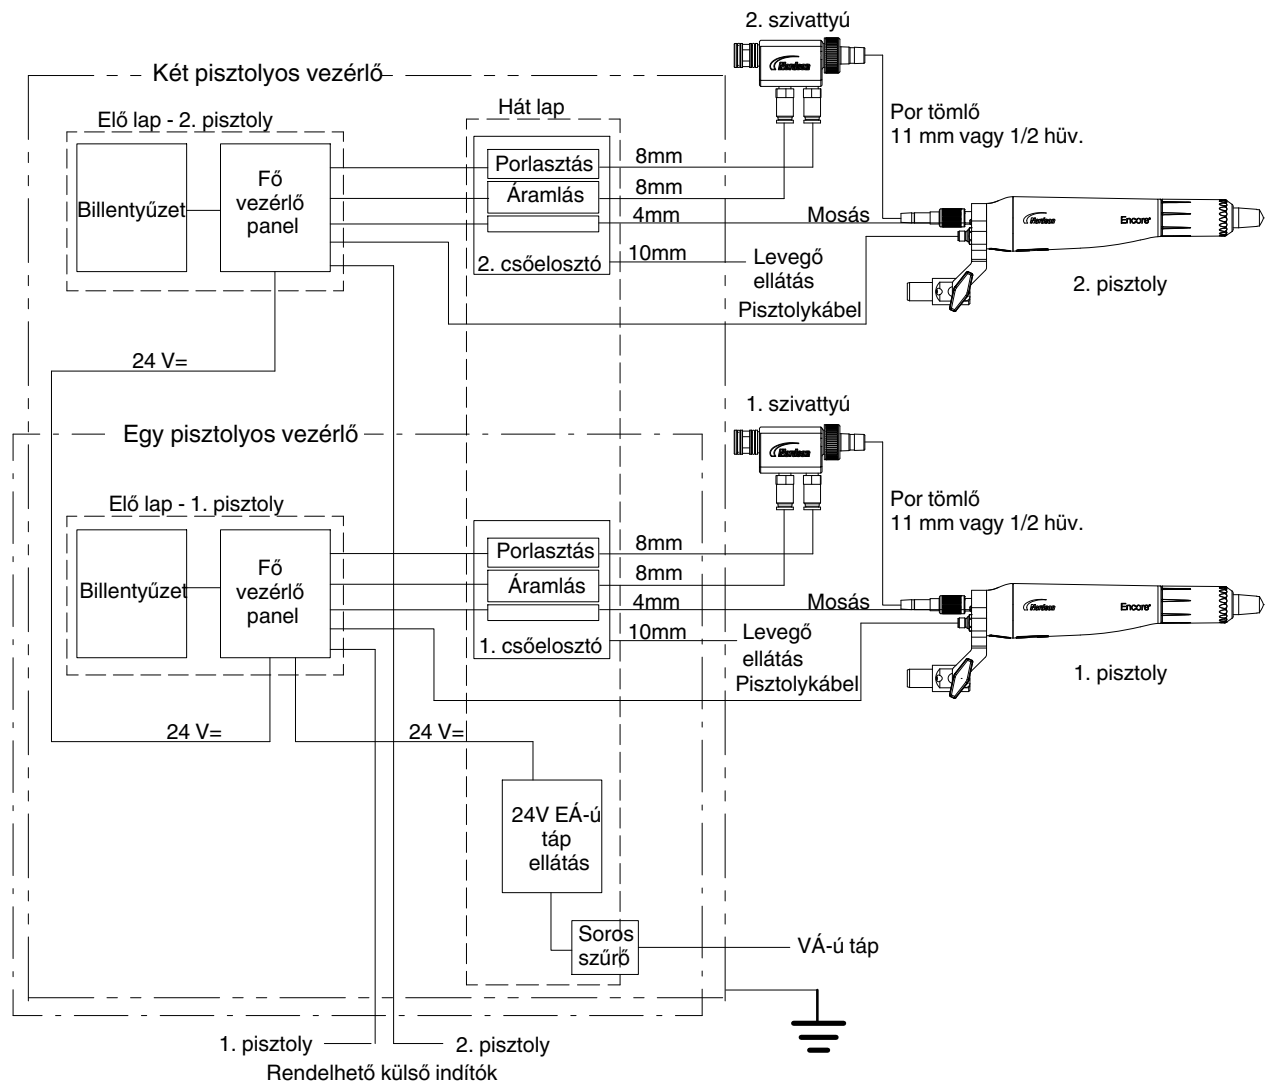 2. szivattyú
Két pisztolyos vezérlő
Hát lap
Elő lap - 2. pisztoly
Nordson
Por tömlő
11 mm vagy 1/2 hüv.
Billentyűzet
Fő
vezérlő
panel
Porlasztás
8mm
Áramlás
8mm
4mm
Mosás
2. csőelosztó
10mm
Levegő
ellátás
Pisztolykábel
Nordson
Encore
2. pisztoly
24 V=
1. szivattyú
Egy pisztolyos vezérlő
Elő lap - 1. pisztoly
Nordson
Por tömlő
11 mm vagy 1/2 hüv.
Billentyűzet
Fő
vezérlő
panel
Porlasztás
8mm
Áramlás
8mm
4mm
Mosás
1. csőelosztó
10mm
Levegő
ellátás
Pisztolykábel
Nordson
Encore
1. pisztoly
24 V=
24 V=
24V EÁ-ú
táp
ellátás
Soros
szűrő
VÁ-ú táp
1. pisztoly
2. pisztoly
Rendelhető külső indítók